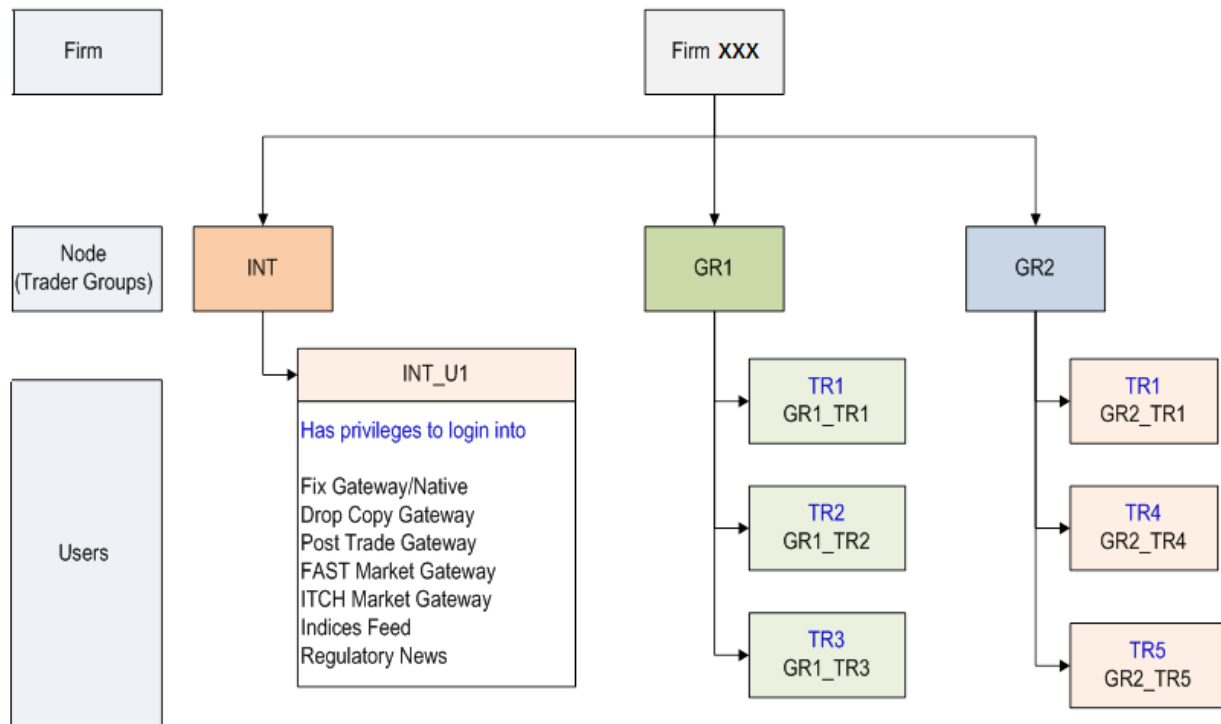 Firm
Firm XXX
Node
(Trader Groups)
INT
GR1
GR2
Users
INT_U1
Has privileges to login into
Fix Gateway/Native
Drop Copy Gateway
Post Trade Gateway
FAST Market Gateway
ITCH Market Gateway
Indices Feed
Regulatory News
TR1
GR1_TR1
TR2
GR1_TR2
TR3
GR1_TR3
TR1
GR2_TR1
TR4
GR2_TR4
TR5
GR2_TR5